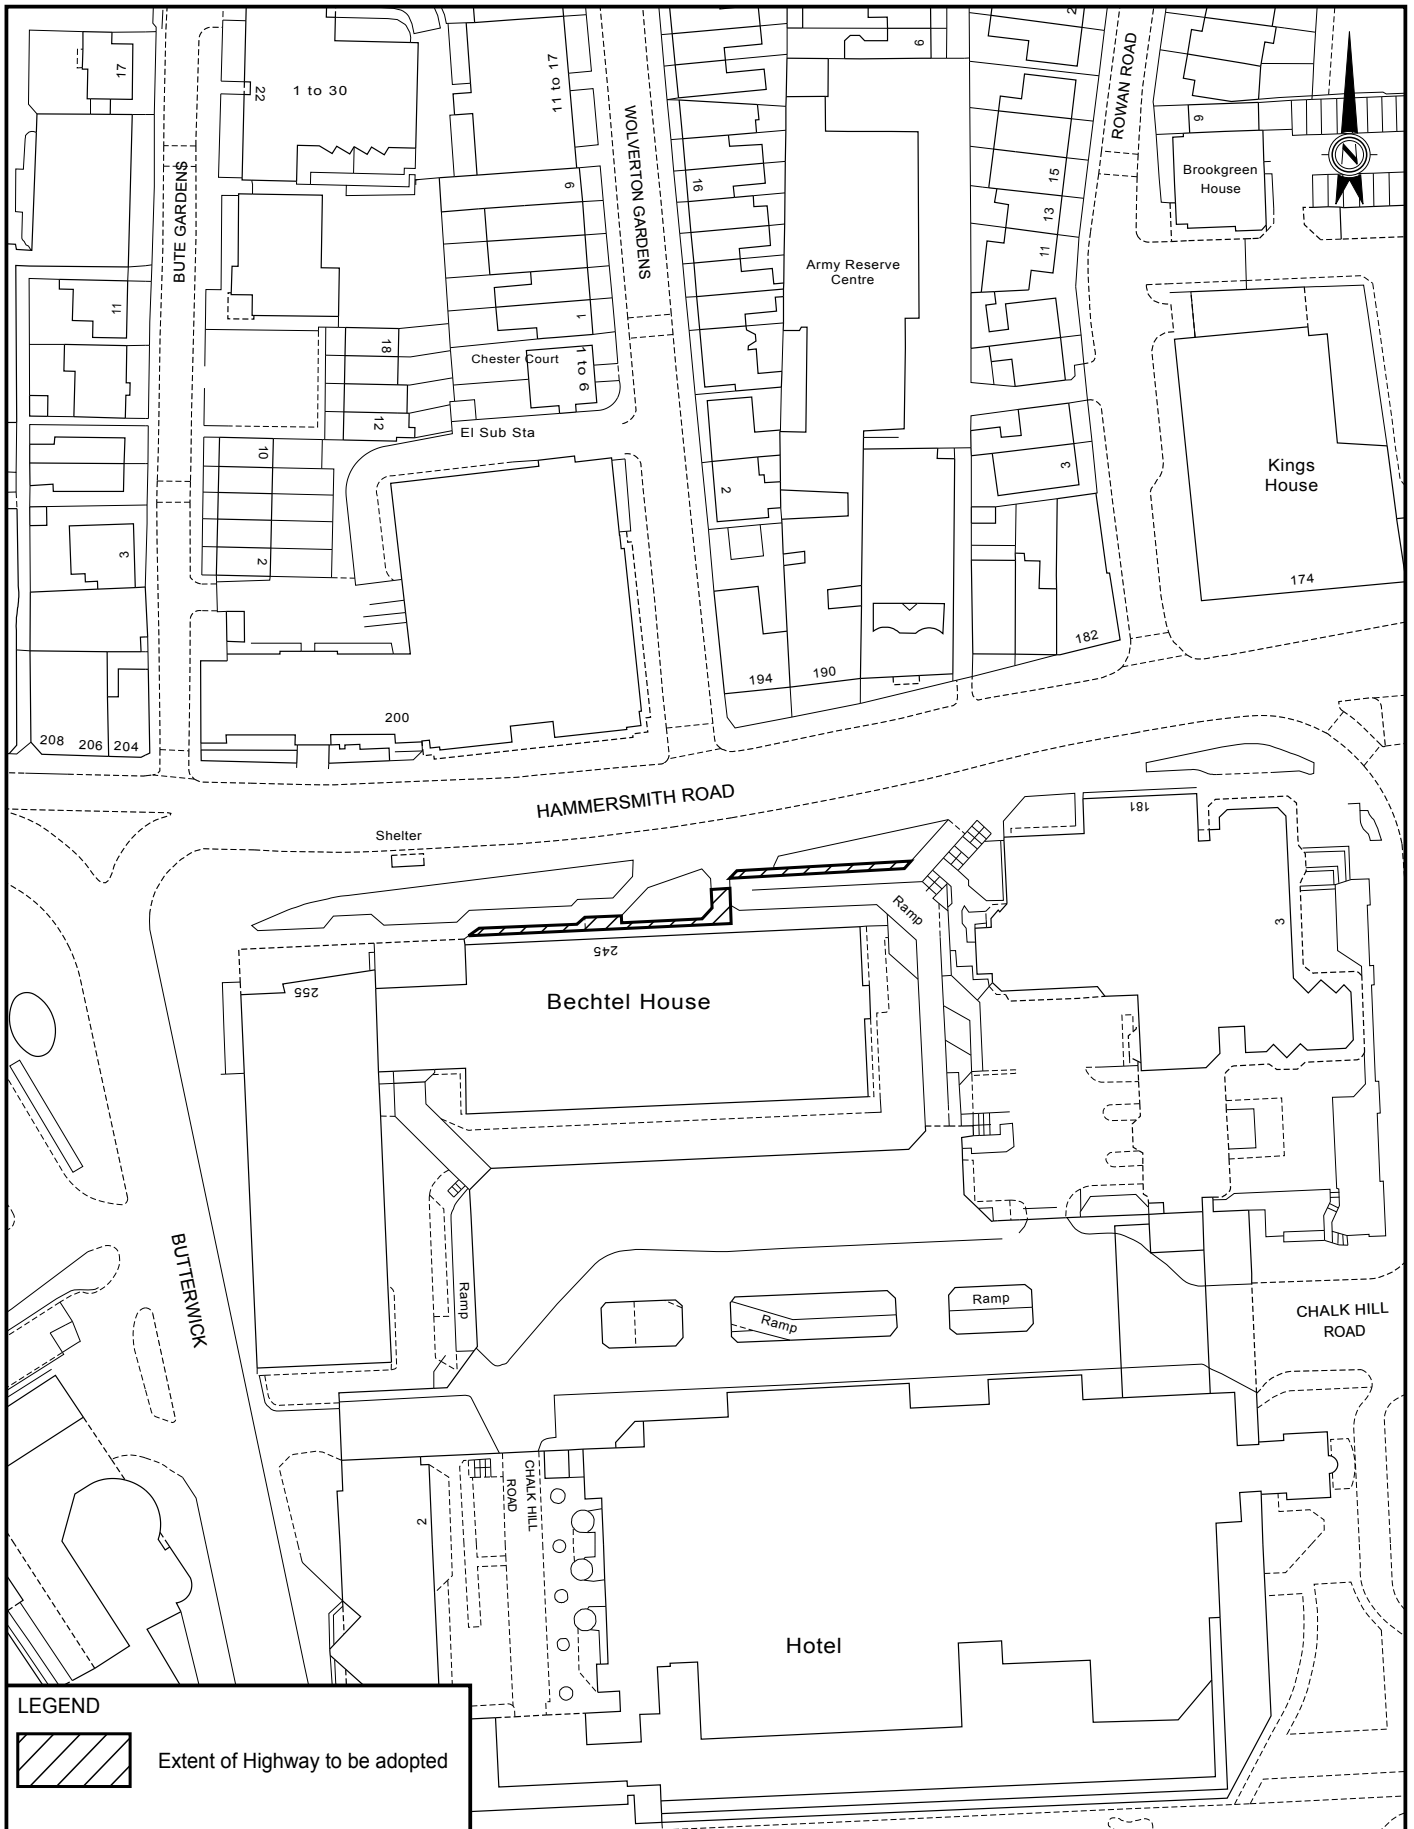 17
22
1 to 30
11 to 17
6
2
ROWAN ROAD
9
WOLVERTON GARDENS
BUTE GARDENS
9
16
15
13
11
Brookgreen
House
N
Army Reserve
Centre
11
18
1
Chester Court
1 to 6
12
El Sub Sta
10
2
3
Kings
House
3
2
174
182
190
194
200
208
206
204
HAMMERSMITH ROAD
181
Shelter
Ramp
3
245
255
Bechtel House
BUTTERWICK
Ramp
Ramp
Ramp
CHALK HILL
ROAD
CHALK HILL
ROAD
2
Hotel
LEGEND
Extent of Highway to be adopted